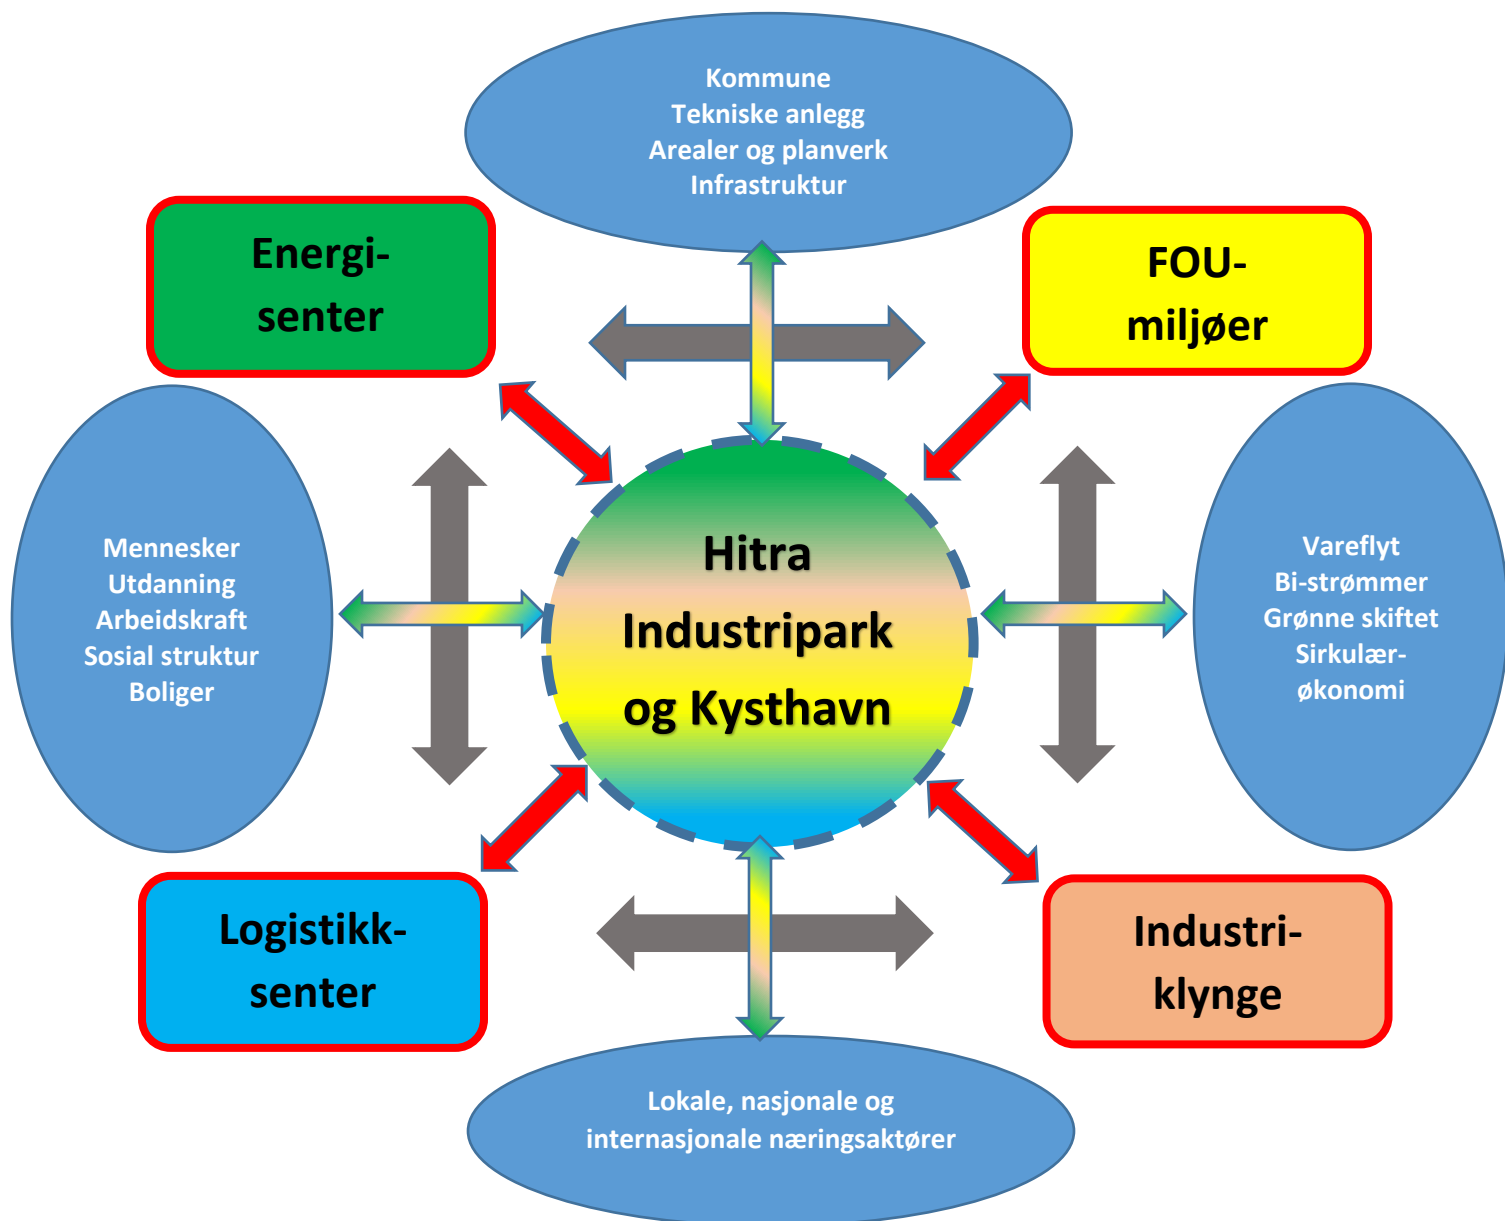 Kommune
Tekniske anlegg
Arealer og planverk
Infrastruktur
Energi-
senter
FOU-
miljøer
Mennesker
Utdanning
Arbeidskraft
Sosial struktur
Boliger
Hitra
Industripark
og Kysthavn
Vareflyt
Bi-strømmer
Grønne skiftet
Sirkulær-
økonomi
Logistikk-
senter
Industri-
klynge
Lokale, nasjonale og
internasjonale næringsaktører